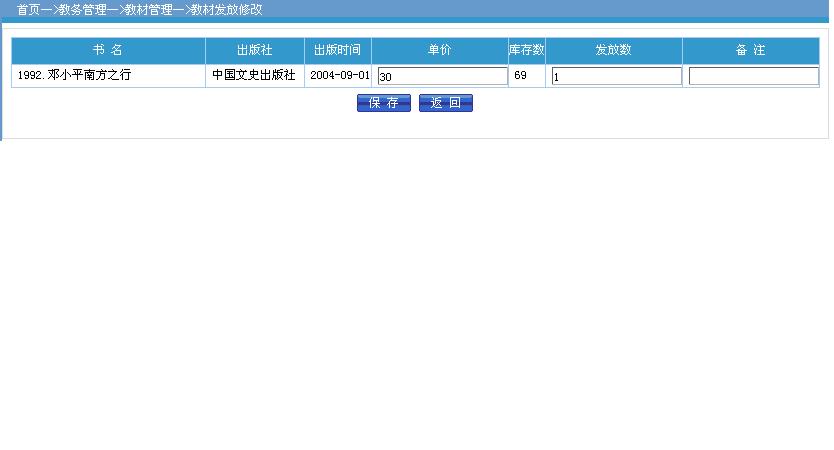 首页—>教务管理—>教材管理—>教材发放修改
书 名 出版社 出版时间 单价 库存数 发放数 备 注
1992.邓小平南方之行 中国文史出版社 2004-09-01 30 69 1
保 存 返 回